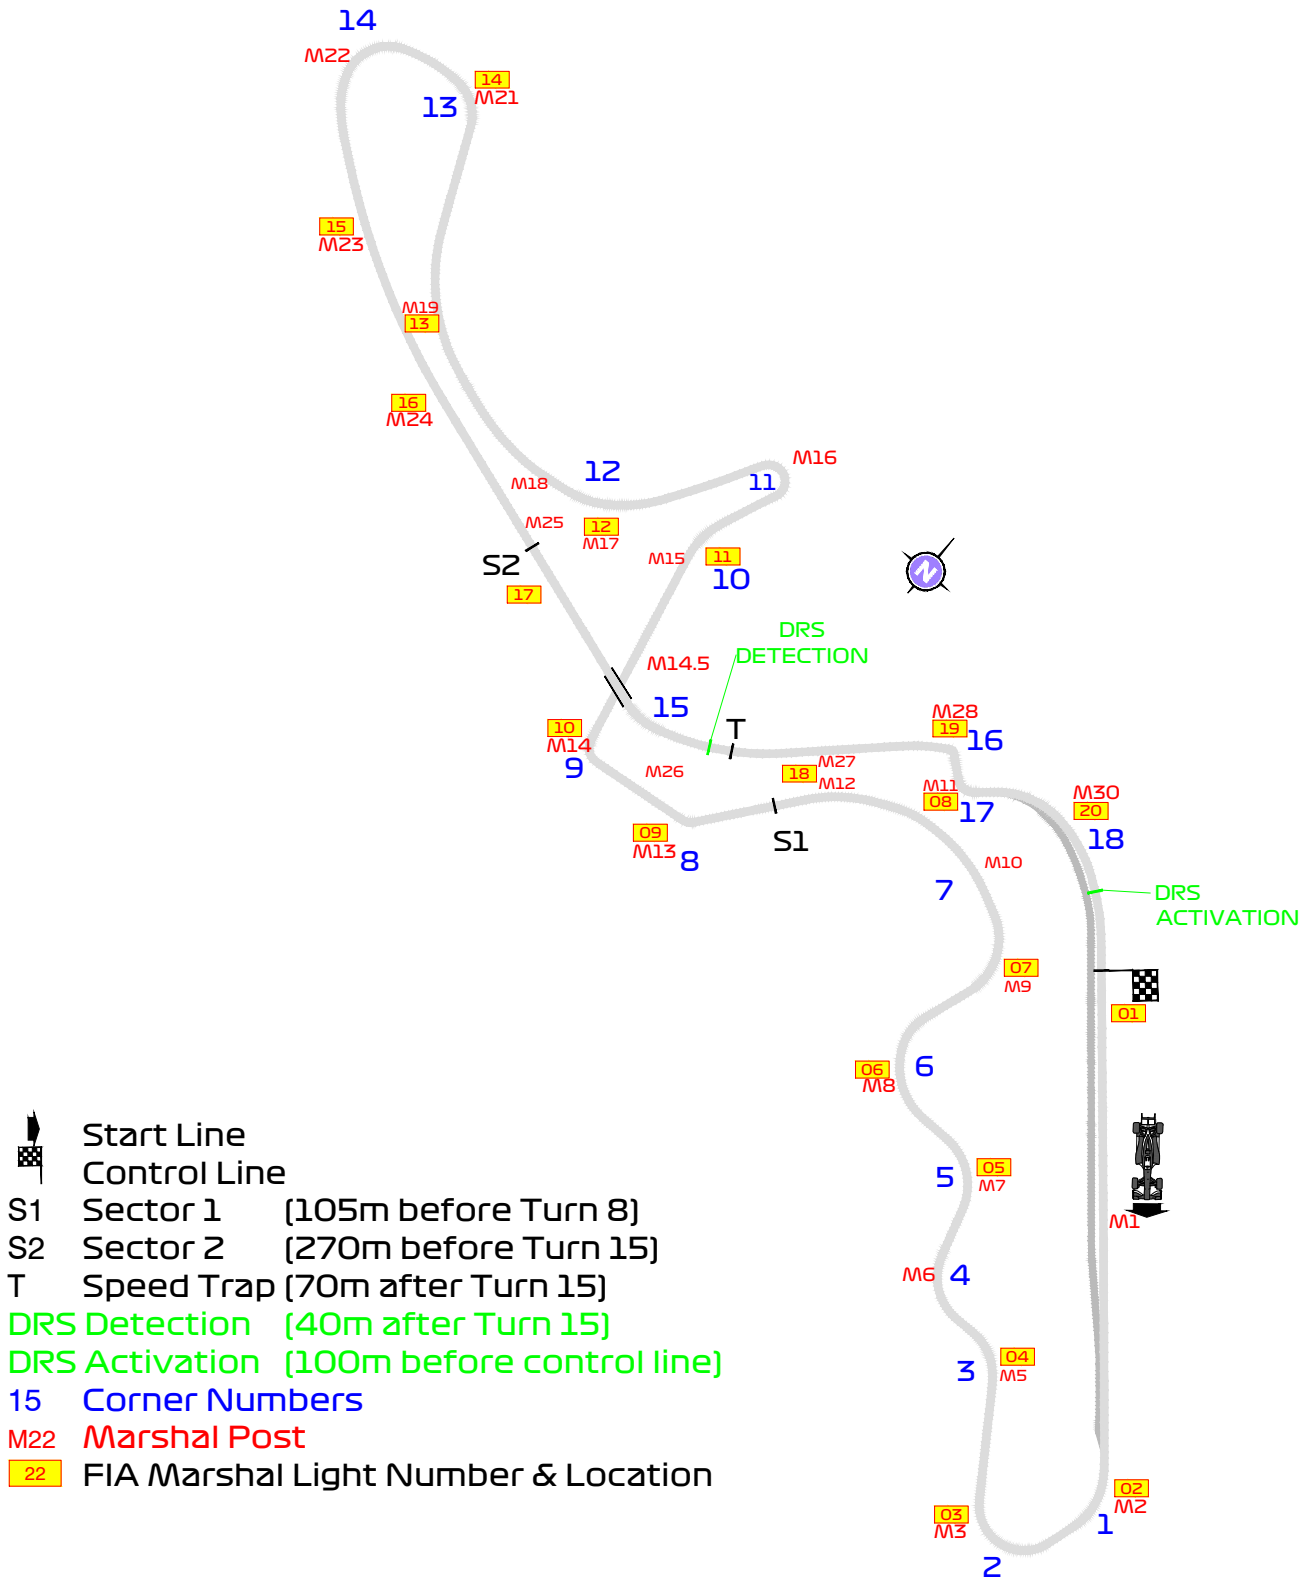 14
M22
14
13
M21
15
M23
M19
13
16
M24
M16
12
11
M18
M25
12
M17
S2
M15
11
10
17
N
DRS
DETECTION
M14.5
15
10
M14
9
T
M28
19
16
M26
M27
18
M12
M11
08
17
M30
20
18
09
M13
8
S1
M10
7
DRS
ACTIVATION
07
M9
01
06
M8
6
5
05
M7
M1
M6
4
3
04
M5
02
M2
03
M3
1
2
Start Line
Control Line
S1 Sector 1 (105m before Turn 8)
S2 Sector 2 (270m before Turn 15)
T Speed Trap (70m after Turn 15)
DRS Detection (40m after Turn 15)
DRS Activation (100m before control line)
15 Corner Numbers
M22 Marshal Post
22 FIA Marshal Light Number & Location